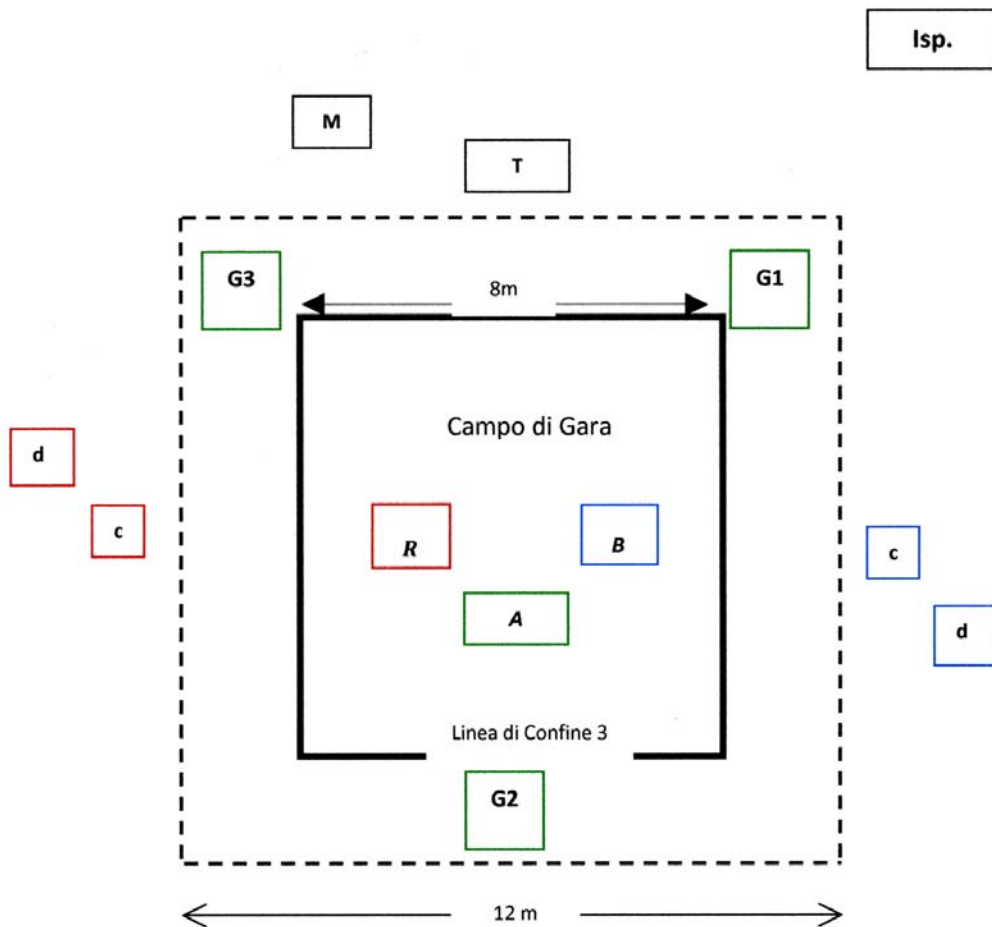 Isp.
M
T
G3
G1
8m
Campo di Gara
d
c
R
B
c
A
d
Linea di Confine 3
G2
12 m